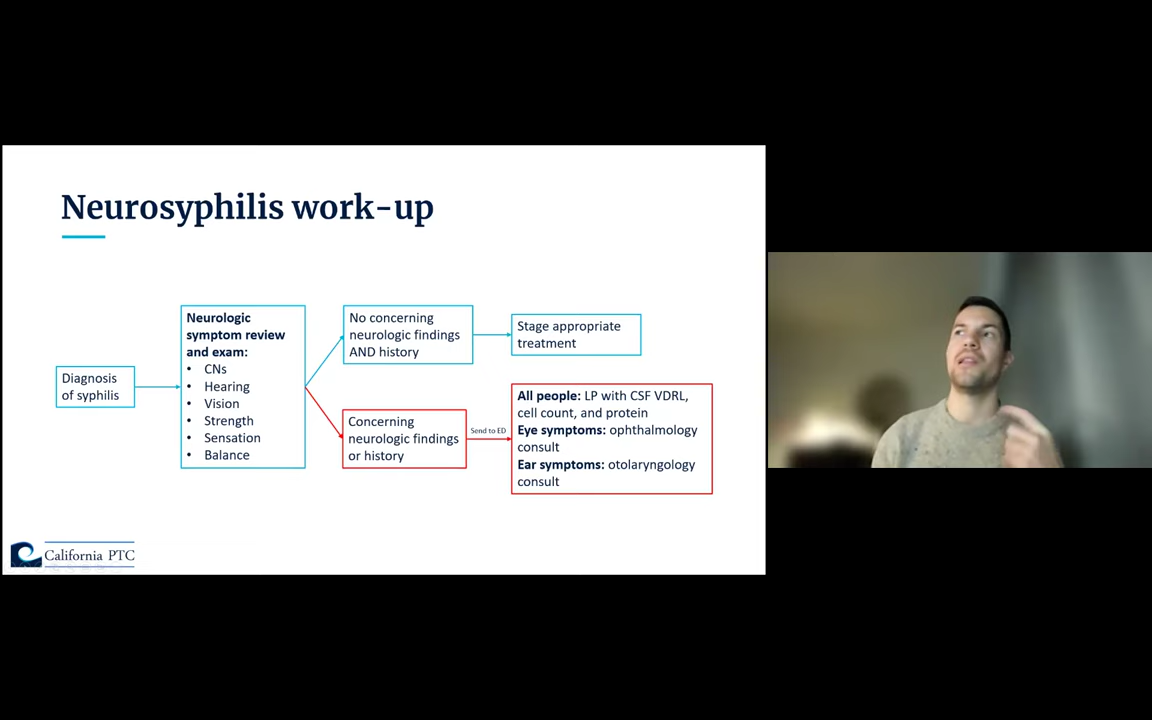 Neurosyphilis work-up
Diagnosis
of syphilis
Neurologic
symptom review
and exam:
• CNs
• Hearing
• Vision
• Strength
• Sensation
• Balance
No concerning
neurologic findings
AND history
Stage appropriate
treatment
Concerning
neurologic findings
or history
Send to ED
All people: LP with CSF VDRL,
cell count, and protein
Eye symptoms: ophthalmology
consult
Ear symptoms: otolaryngology
consult
California PTC